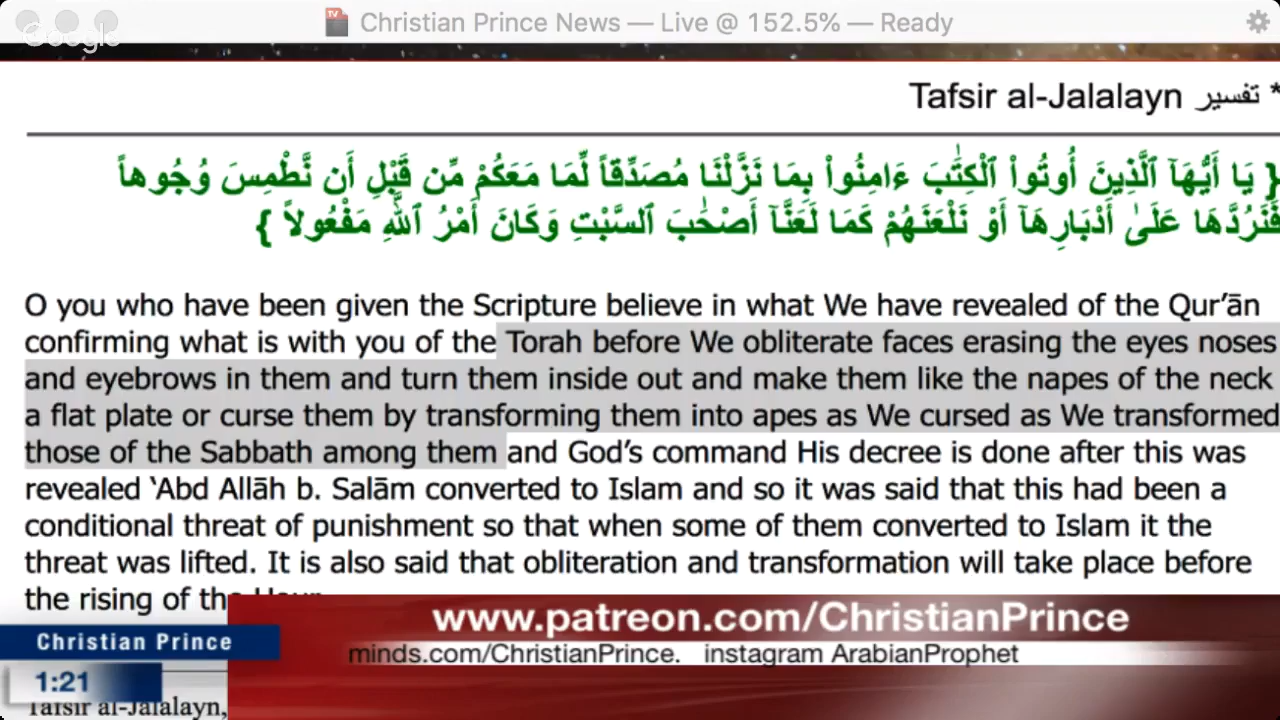 Christian Prince News — Live @ 152.5% — Ready
Google
Tafsir al-Jalalayn تفسير *
{ يَا أَيُّهَآ ٱلَّذِينَ أُوتُواْ ٱلْكِتَٰبَ ءَامِنُواْ بِمَا نَزَّلْنَا مُصَدِّقاً لِّمَا مَعَكُمْ مِّن قَبْلِ أَن نَّطْمِسَ وُجُوهاً
فَنَرُدَّهَا عَلَىٰ أَدْبَارِهَآ أَوْ نَلْعَنَهُمْ كَمَا لَعَنَّآ أَصْحَٰبَ ٱلسَّبْتِ وَكَانَ أَمْرُ ٱللَّهِ مَفْعُولاً }
O you who have been given the Scripture believe in what We have revealed of the Qur’ān
confirming what is with you of the Torah before We obliterate faces erasing the eyes noses
and eyebrows in them and turn them inside out and make them like the napes of the neck
a flat plate or curse them by transforming them into apes as We cursed as We transformed
those of the Sabbath among them and God’s command His decree is done after this was
revealed ‘Abd Allāh b. Salām converted to Islam and so it was said that this had been a
conditional threat of punishment so that when some of them converted to Islam it the
threat was lifted. It is also said that obliteration and transformation will take place before
the rising of the Hour.
www.patreon.com/ChristianPrince
Christian Prince
minds.com/ChristianPrince. instagram ArabianProphet
1:21
Tafsir al-Jalalayn,